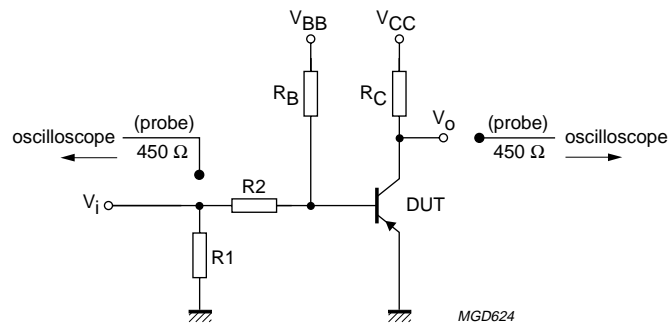 VBB VCC
RB RC
Vo
(probe) (probe)
oscilloscope oscilloscope
450 Ω 450 Ω
R2
Vi DUT
R1
MGD624